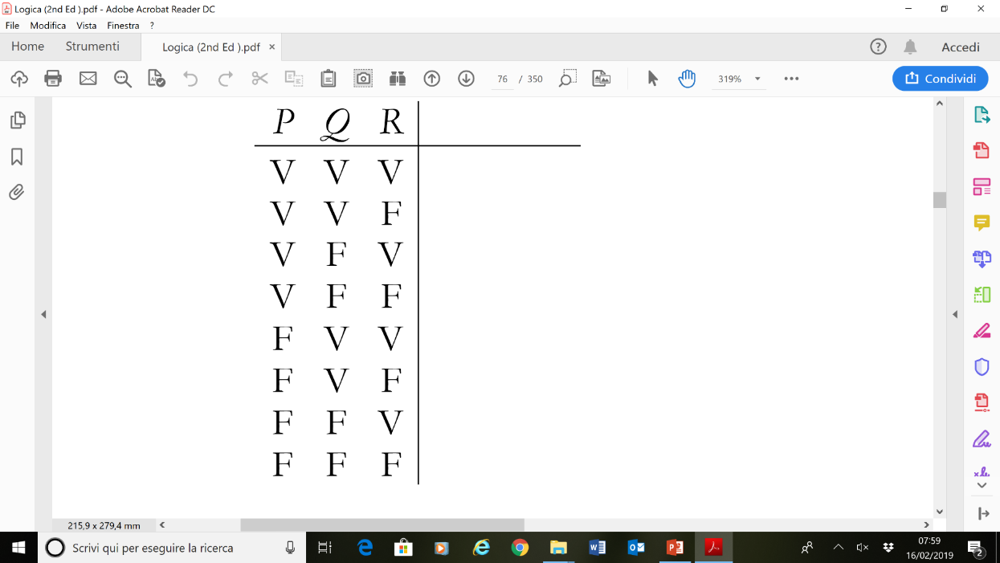 Logica (2nd Ed ).pdf - Adobe Acrobat Reader DC
File Modifica Vista Finestra ?
Home Strumenti Logica (2nd Ed ).pdf × ? Accedi
76 / 350 319% Condividi
P Q R
V V V
V V F
V F V
V F F
F V V
F V F
F F V
F F F
215,9 x 279,4 mm
Scrivi qui per eseguire la ricerca
07:59
16/02/2019
2